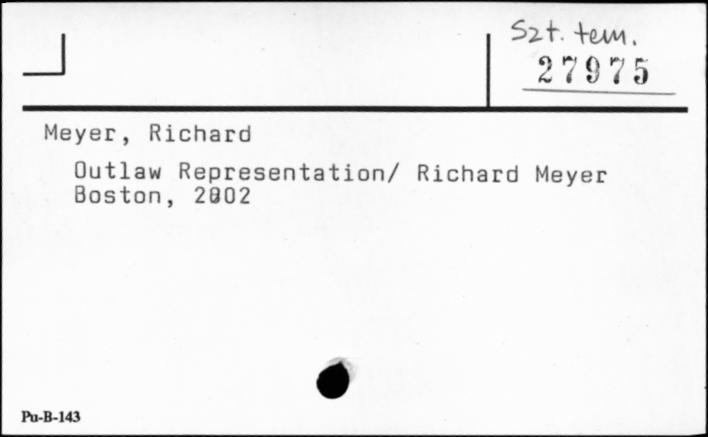 Szt. tem.
27975
Meyer, Richard
Outlaw Representation/ Richard Meyer
Boston, 2002
Pu-B-143